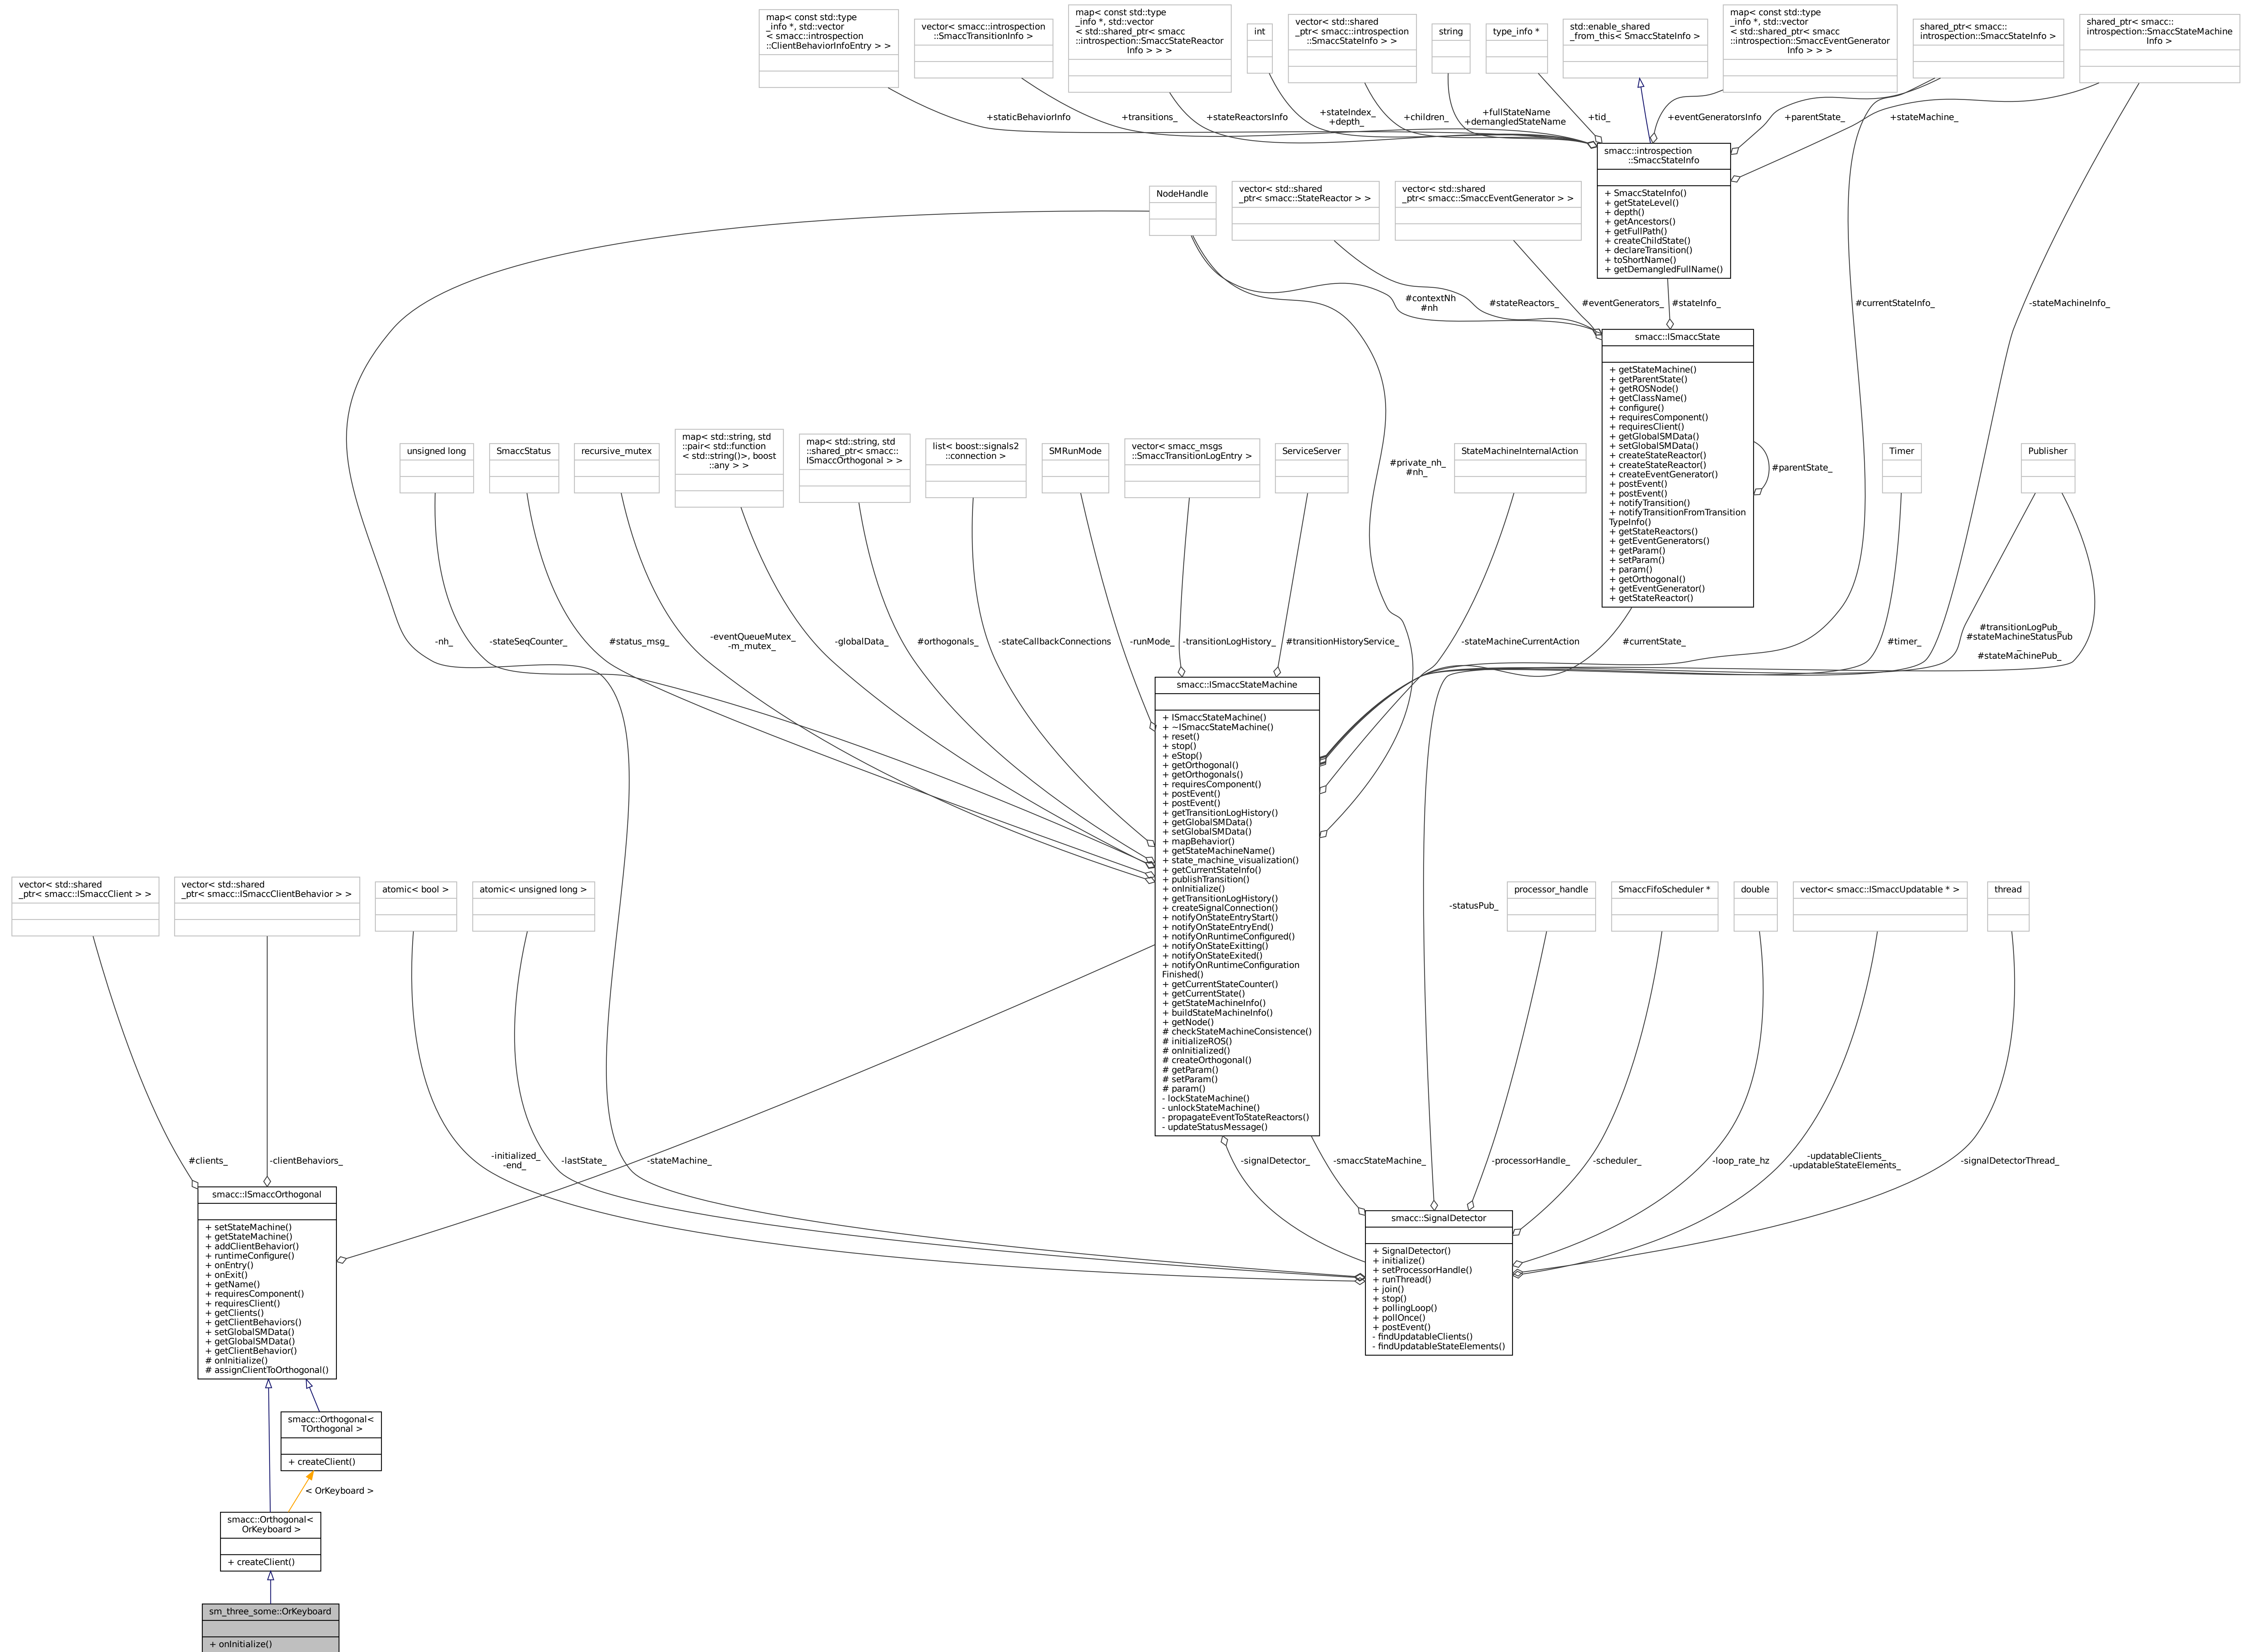 map< const std::type
_info *, std::vector
< smacc::introspection
::ClientBehaviorInfoEntry > >
vector< smacc::introspection
::SmaccTransitionInfo >
map< const std::type
_info *, std::vector
< std::shared_ptr< smacc
::introspection::SmaccStateReactor
Info > > >
int
vector< std::shared
_ptr< smacc::introspection
::SmaccStateInfo > >
string
type_info *
std::enable_shared
_from_this< SmaccStateInfo >
map< const std::type
_info *, std::vector
< std::shared_ptr< smacc
::introspection::SmaccEventGenerator
Info > > >
shared_ptr< smacc::
introspection::SmaccStateInfo >
shared_ptr< smacc::
introspection::SmaccStateMachine
Info >
+staticBehaviorInfo
+transitions_
+stateReactorsInfo
+stateIndex_
+depth_
+children_
+fullStateName
+demangledStateName
+tid_
+eventGeneratorsInfo
+parentState_
+stateMachine_
smacc::introspection
::SmaccStateInfo
+ SmaccStateInfo()
+ getStateLevel()
+ depth()
+ getAncestors()
+ getFullPath()
+ createChildState()
+ declareTransition()
+ toShortName()
+ getDemangledFullName()
NodeHandle
vector< std::shared
_ptr< smacc::StateReactor > >
vector< std::shared
_ptr< smacc::SmaccEventGenerator > >
#contextNh
#nh
#stateReactors_
#eventGenerators_
#stateInfo_
#currentStateInfo_
-stateMachineInfo_
smacc::ISmaccState
+ getStateMachine()
+ getParentState()
+ getROSNode()
+ getClassName()
+ configure()
+ requiresComponent()
+ requiresClient()
+ getGlobalSMData()
+ setGlobalSMData()
+ createStateReactor()
+ createStateReactor()
+ createEventGenerator()
+ postEvent()
+ postEvent()
+ notifyTransition()
+ notifyTransitionFromTransition
TypeInfo()
+ getStateReactors()
+ getEventGenerators()
+ getParam()
+ setParam()
+ param()
+ getOrthogonal()
+ getEventGenerator()
+ getStateReactor()
#parentState_
unsigned long
SmaccStatus
recursive_mutex
map< std::string, std
::pair< std::function
< std::string()>, boost
::any > >
map< std::string, std
::shared_ptr< smacc::
ISmaccOrthogonal > >
list< boost::signals2
::connection >
SMRunMode
vector< smacc_msgs
::SmaccTransitionLogEntry >
ServiceServer
#private_nh_
#nh_
StateMachineInternalAction
Timer
Publisher
-nh_
-stateSeqCounter_
#status_msg_
-eventQueueMutex_
-m_mutex_
-globalData_
#orthogonals_
-stateCallbackConnections
-runMode_
-transitionLogHistory_
#transitionHistoryService_
-stateMachineCurrentAction
#currentState_
#timer_
#transitionLogPub_
#stateMachineStatusPub
_
#stateMachinePub_
smacc::ISmaccStateMachine
+ ISmaccStateMachine()
+ ~ISmaccStateMachine()
+ reset()
+ stop()
+ eStop()
+ getOrthogonal()
+ getOrthogonals()
+ requiresComponent()
+ postEvent()
+ postEvent()
+ getTransitionLogHistory()
+ getGlobalSMData()
+ setGlobalSMData()
+ mapBehavior()
+ getStateMachineName()
+ state_machine_visualization()
+ getCurrentStateInfo()
+ publishTransition()
+ onInitialize()
+ getTransitionLogHistory()
+ createSignalConnection()
+ notifyOnStateEntryStart()
+ notifyOnStateEntryEnd()
+ notifyOnRuntimeConfigured()
+ notifyOnStateExitting()
+ notifyOnStateExited()
+ notifyOnRuntimeConfiguration
Finished()
+ getCurrentStateCounter()
+ getCurrentState()
+ getStateMachineInfo()
+ buildStateMachineInfo()
+ getNode()
# checkStateMachineConsistence()
# initializeROS()
# onInitialized()
# createOrthogonal()
# getParam()
# setParam()
# param()
- lockStateMachine()
- unlockStateMachine()
- propagateEventToStateReactors()
- updateStatusMessage()
vector< std::shared
_ptr< smacc::ISmaccClient > >
vector< std::shared
_ptr< smacc::ISmaccClientBehavior > >
atomic< bool >
atomic< unsigned long >
-statusPub_
processor_handle
SmaccFifoScheduler *
double
vector< smacc::ISmaccUpdatable * >
thread
#clients_
-clientBehaviors_
-initialized_
-end_
-lastState_
-stateMachine_
-signalDetector_
-smaccStateMachine_
-processorHandle_
-scheduler_
-loop_rate_hz
-updatableClients_
-updatableStateElements_
-signalDetectorThread_
smacc::ISmaccOrthogonal
+ setStateMachine()
+ getStateMachine()
+ addClientBehavior()
+ runtimeConfigure()
+ onEntry()
+ onExit()
+ getName()
+ requiresComponent()
+ requiresClient()
+ getClients()
+ getClientBehaviors()
+ setGlobalSMData()
+ getGlobalSMData()
+ getClientBehavior()
# onInitialize()
# assignClientToOrthogonal()
smacc::SignalDetector
+ SignalDetector()
+ initialize()
+ setProcessorHandle()
+ runThread()
+ join()
+ stop()
+ pollingLoop()
+ pollOnce()
+ postEvent()
- findUpdatableClients()
- findUpdatableStateElements()
smacc::Orthogonal<
TOrthogonal >
+ createClient()
< OrKeyboard >
smacc::Orthogonal<
OrKeyboard >
+ createClient()
sm_three_some::OrKeyboard
+ onInitialize()